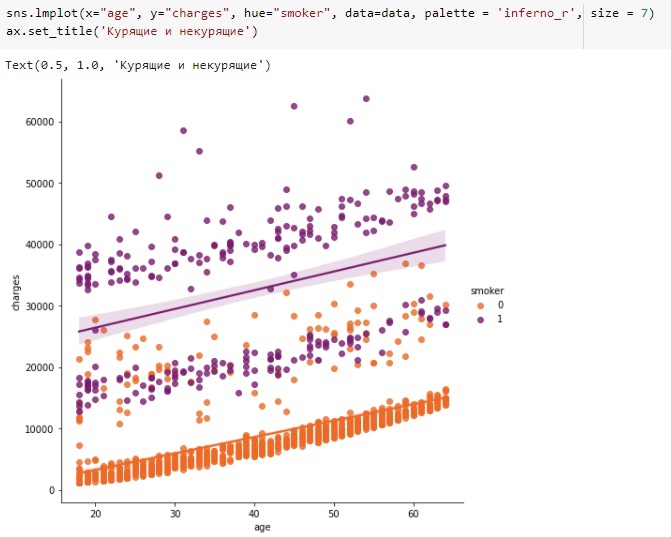 sns.lmplot(x="age", y="charges", hue="smoker", data=data, palette = 'inferno_r', size = 7)
ax.set_title('Курящие и некурящие')
Text(0.5, 1.0, 'Курящие и некурящие')
60000
50000
40000
30000
20000
10000
0
charges
20
30
40
50
60
age
smoker
0
1